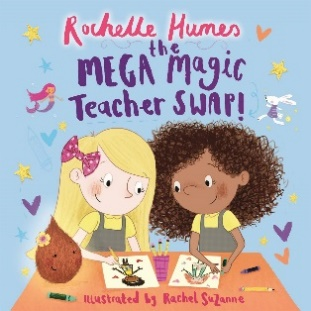 Rochelle Humes
the
MEGA Magic
Teacher SWAP!
Illustrated by Rachel Suzanne